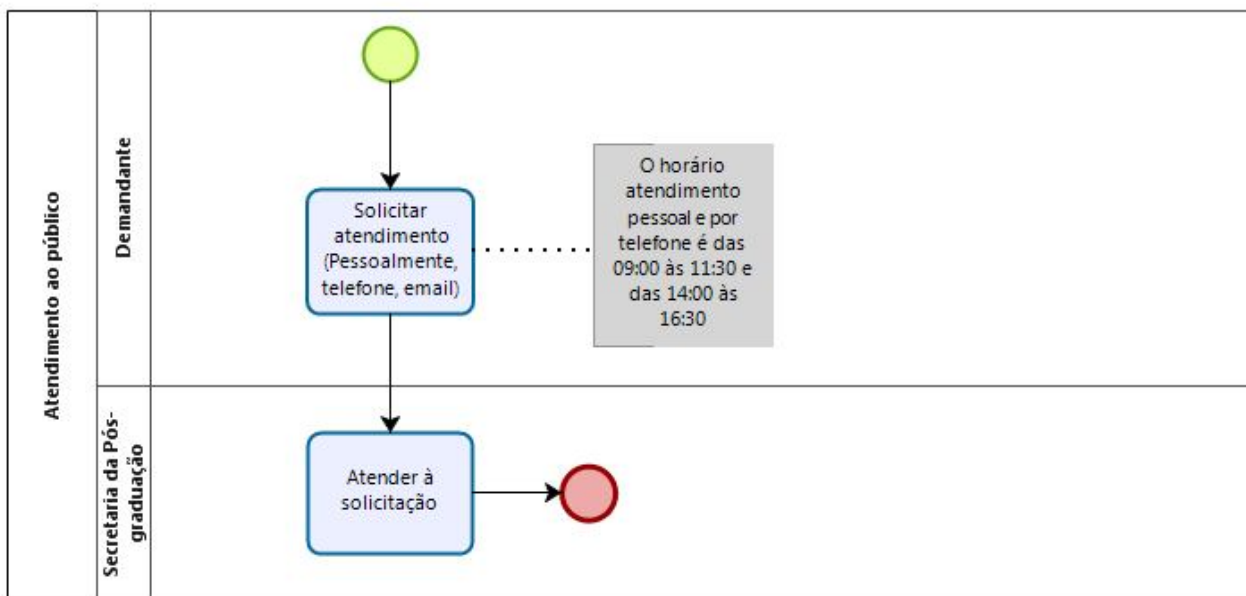 Atendimento ao público
Demandante
Solicitar
atendimento
(Pessoalmente,
telefone, email)
O horário
atendimento
pessoal e por
telefone é das
09:00 às 11:30 e
das 14:00 às
16:30
Secretaria da Pós-
graduação
Atender à
solicitação